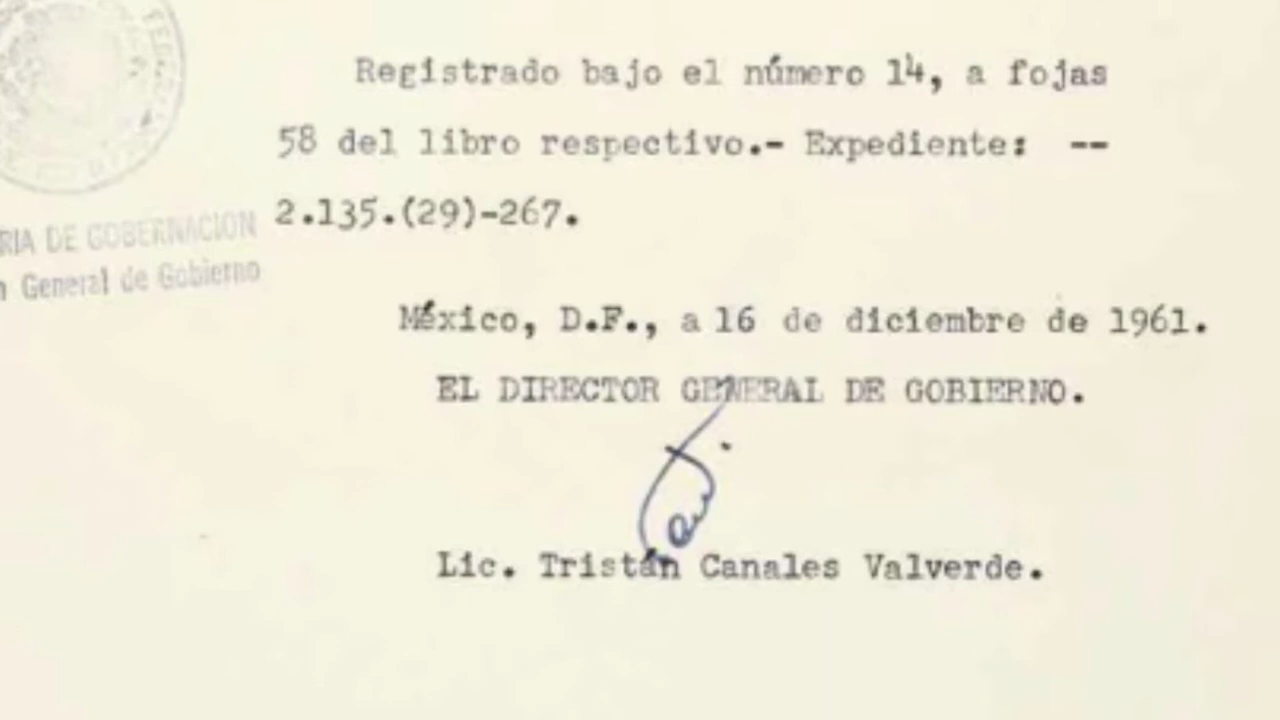 Registrado bajo el número 14, a fojas
58 del libro respectivo.- Expediente: --
2.135.(29)-267.
RIA DE GOBERNACION
n General de Gobierno
México, D.F., a 16 de diciembre de 1961.
EL DIRECTOR GENERAL DE GOBIERNO.
Lic. Tristán Canales Valverde.